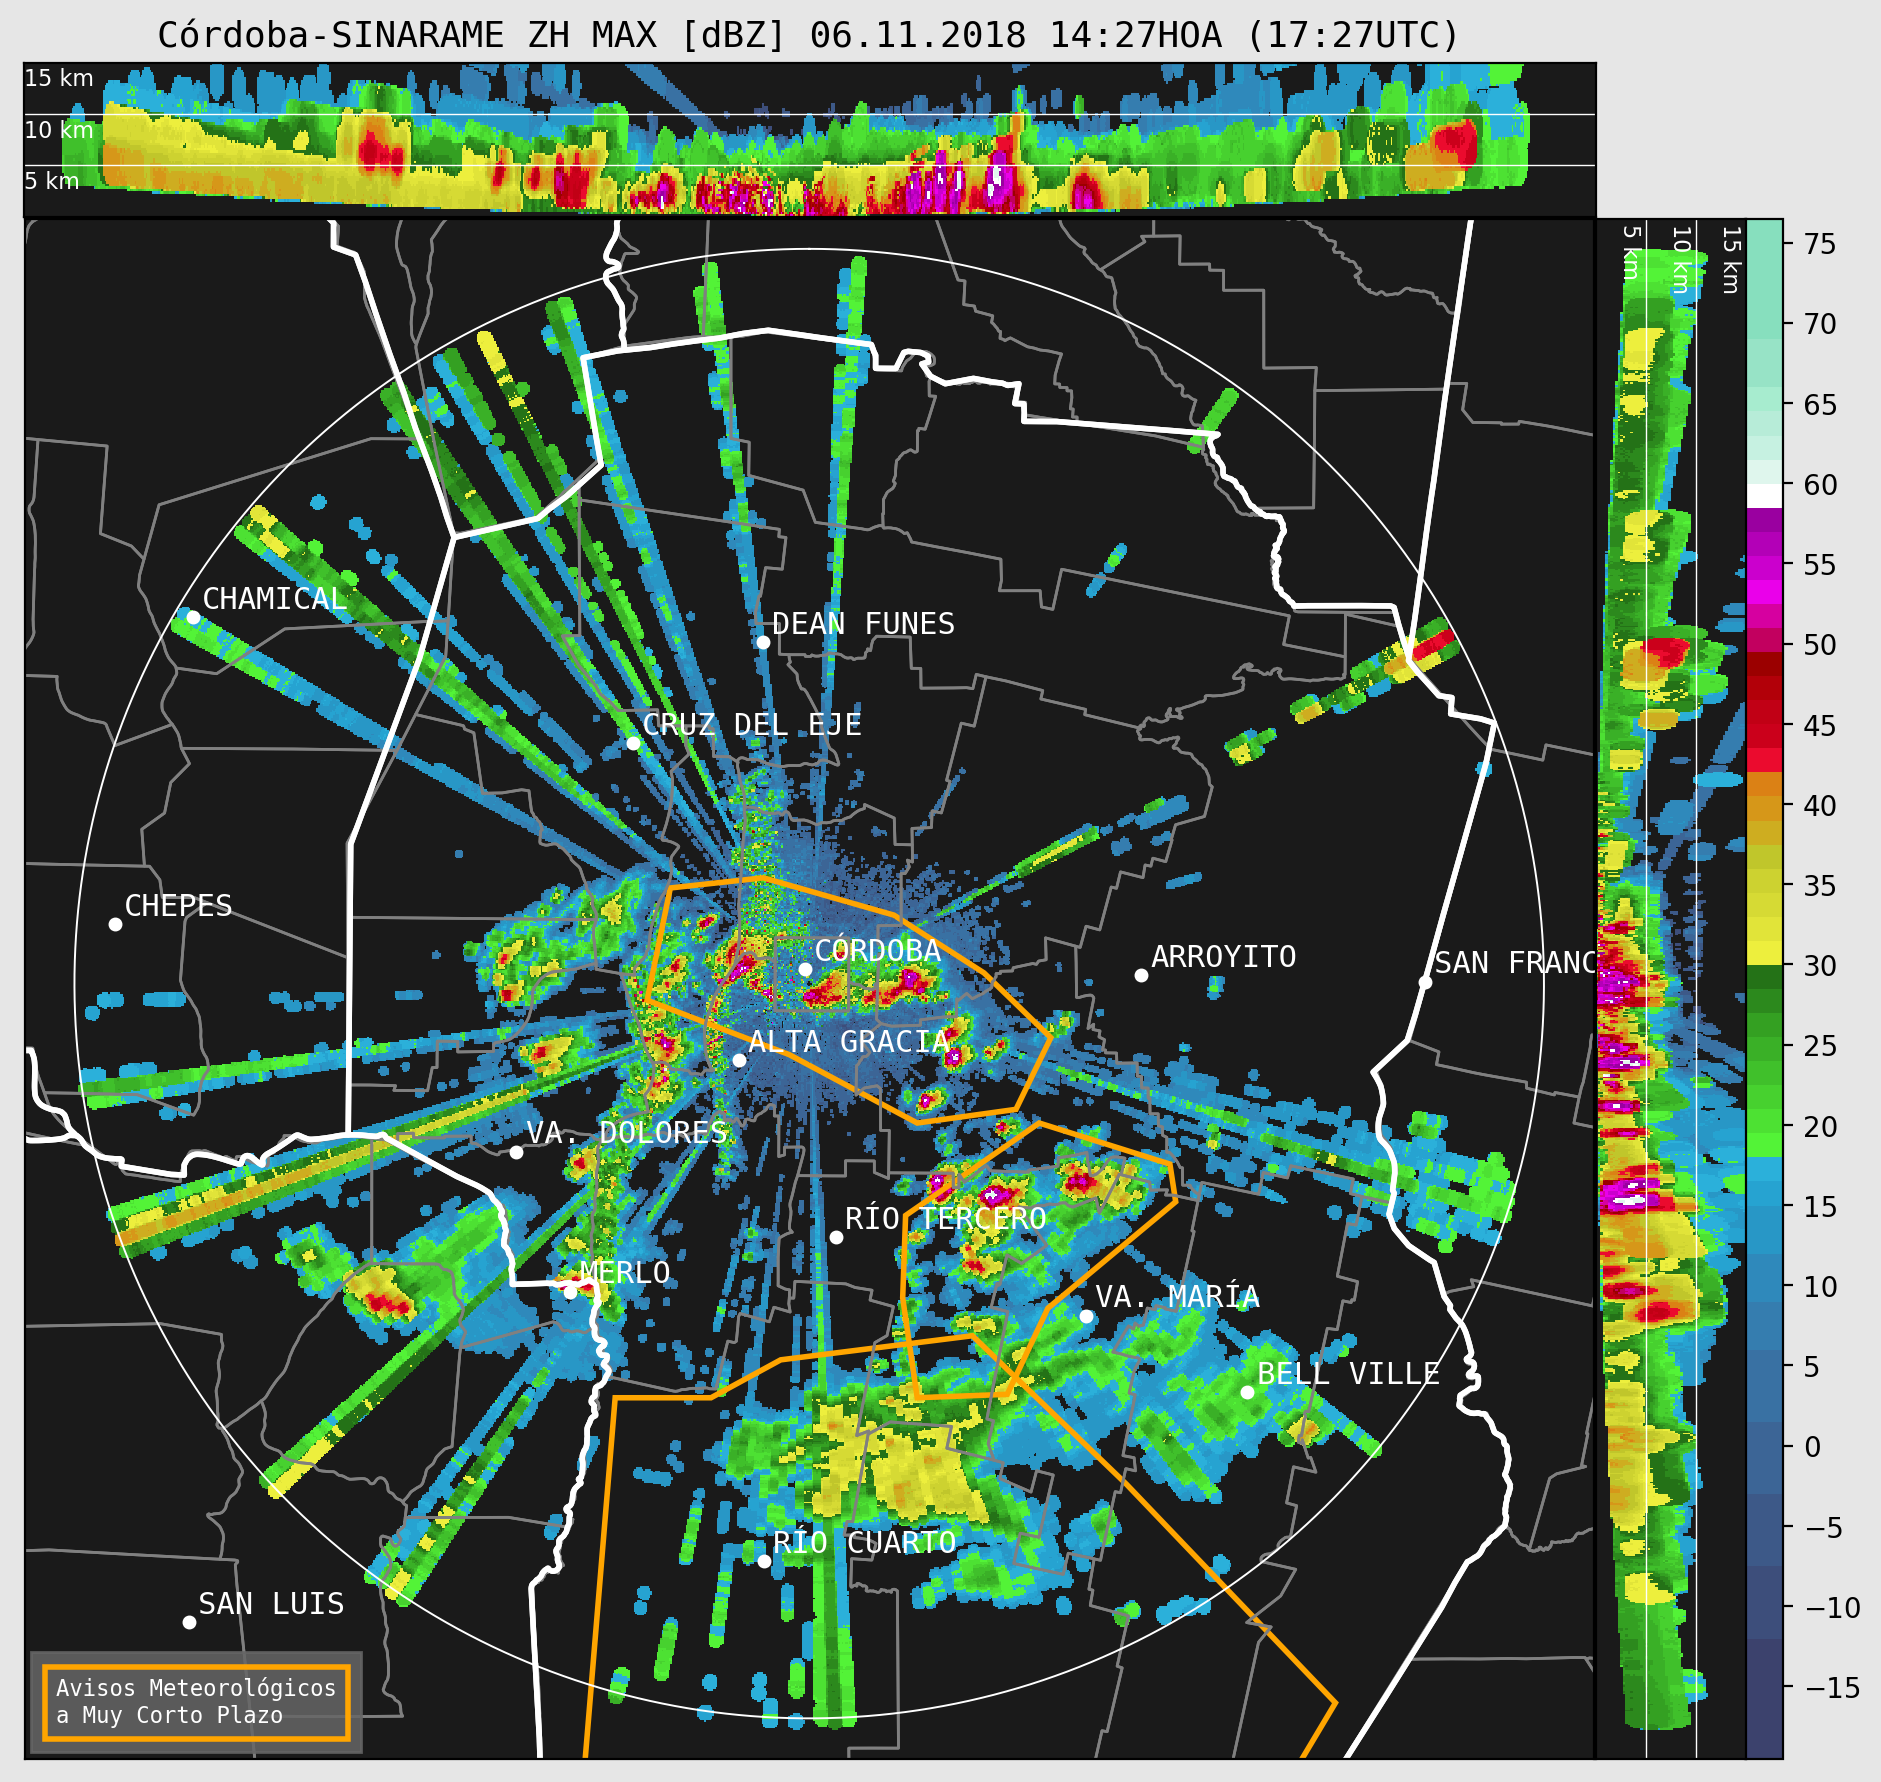 Córdoba-SINARAME ZH MAX [dBZ] 06.11.2018 14:27HOA (17:27UTC)
15 km
10 km
5 km
5 km
10 km
15 km
75
70
65
60
55
50
45
40
35
30
25
20
15
10
5
0
−5
−10
−15
CHAMICAL
DEAN FUNES
CRUZ DEL EJE
CHEPES
CÓRDOBA
ARROYITO
SAN FRANC
ALTA GRACIA
VA. DOLORES
RÍO TERCERO
MERLO
VA. MARÍA
BELL VILLE
RÍO CUARTO
SAN LUIS
Avisos Meteorológicos
a Muy Corto Plazo